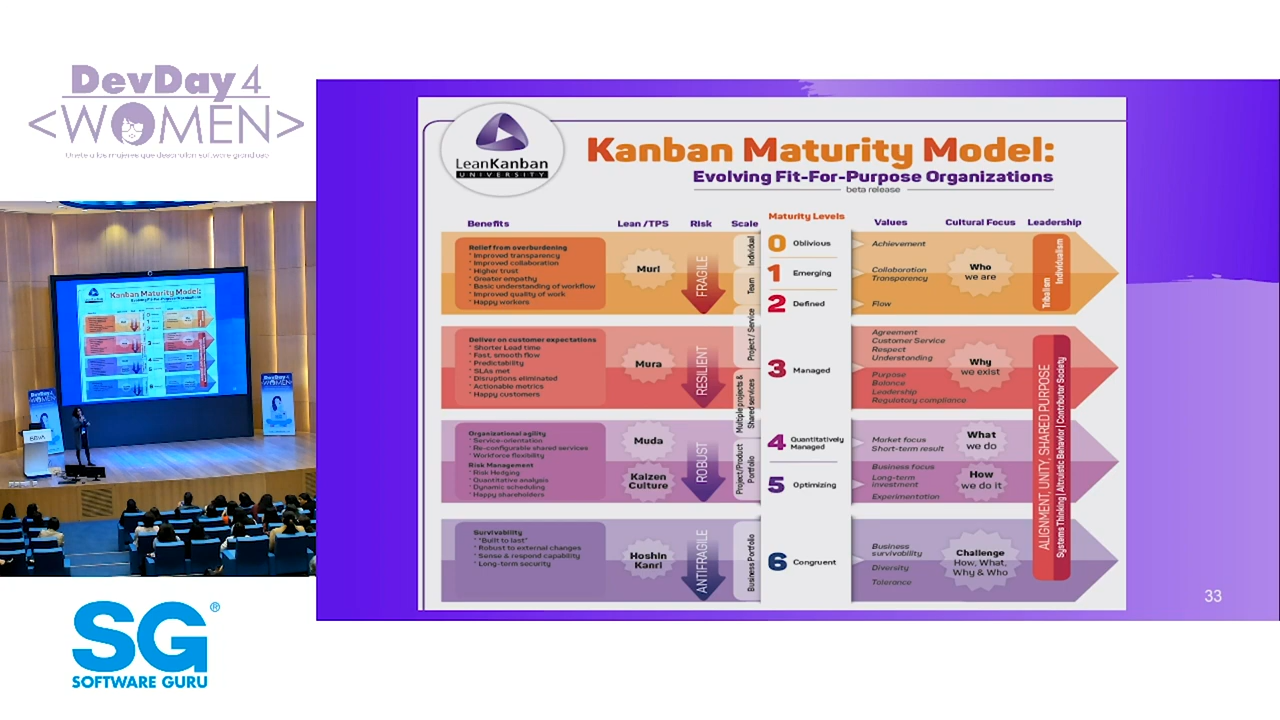 DevDay 4
<WOMEN>
LeanKanban
UNIVERSITY
Kanban Maturity Model:
Evolving Fit-For-Purpose Organizations
beta release
Benefits
Lean /TPS
Risk
Scale
Maturity Levels
Values
Cultural Focus
Leadership
Relief from overburdening
* Improved transparency
* Improved collaboration
* Higher trust
* Greater empathy
* Basic understanding of workflow
* Improved quality of work
* Happy workers
Muri
FRAGILE
Individual
Team
0 Oblivious
1 Emerging
2 Defined
Achievement
Collaboration
Transparency
Flow
Who
we are
Tribalism
Individualism
Deliver on customer expectations
* Shorter Lead time
* Fast, smooth flow
* Predictability
* SLAs met
* Disruptions eliminated
* Actionable metrics
* Happy customers
Mura
RESILIENT
Project / Service
Multiple projects &
Shared services
3 Managed
Agreement
Customer Service
Respect
Understanding
Purpose
Balance
Leadership
Regulatory compliance
Why
we exist
ALIGNMENT, UNITY, SHARED PURPOSE
Systems Thinking | Altruistic Behavior | Contributor Society
Organizational agility
* Service-orientation
* Re-configurable shared services
* Workforce flexibility
Risk Management
* Risk Hedging
* Quantitative analysis
* Dynamic scheduling
* Happy shareholders
Muda
Kaizen
Culture
ROBUST
Project/Product
Portfolio
4 Quantitatively
Managed
5 Optimizing
Market focus
Short-term result
Business focus
Long-term
investment
Experimentation
What
we do
How
we do it
Survivability
* "Built to last"
* Robust to external changes
* Sense & respond capability
* Long-term security
Hoshin
Kanri
ANTIFRAGILE
Business Portfolio
6 Congruent
Business
survivability
Diversity
Tolerance
Challenge
How, What,
Why & Who
33
Kanban Maturity Model:
DevDay4
WOMEN
DevDay4
WOMEN
BBVA
SG®
SOFTWARE GURU